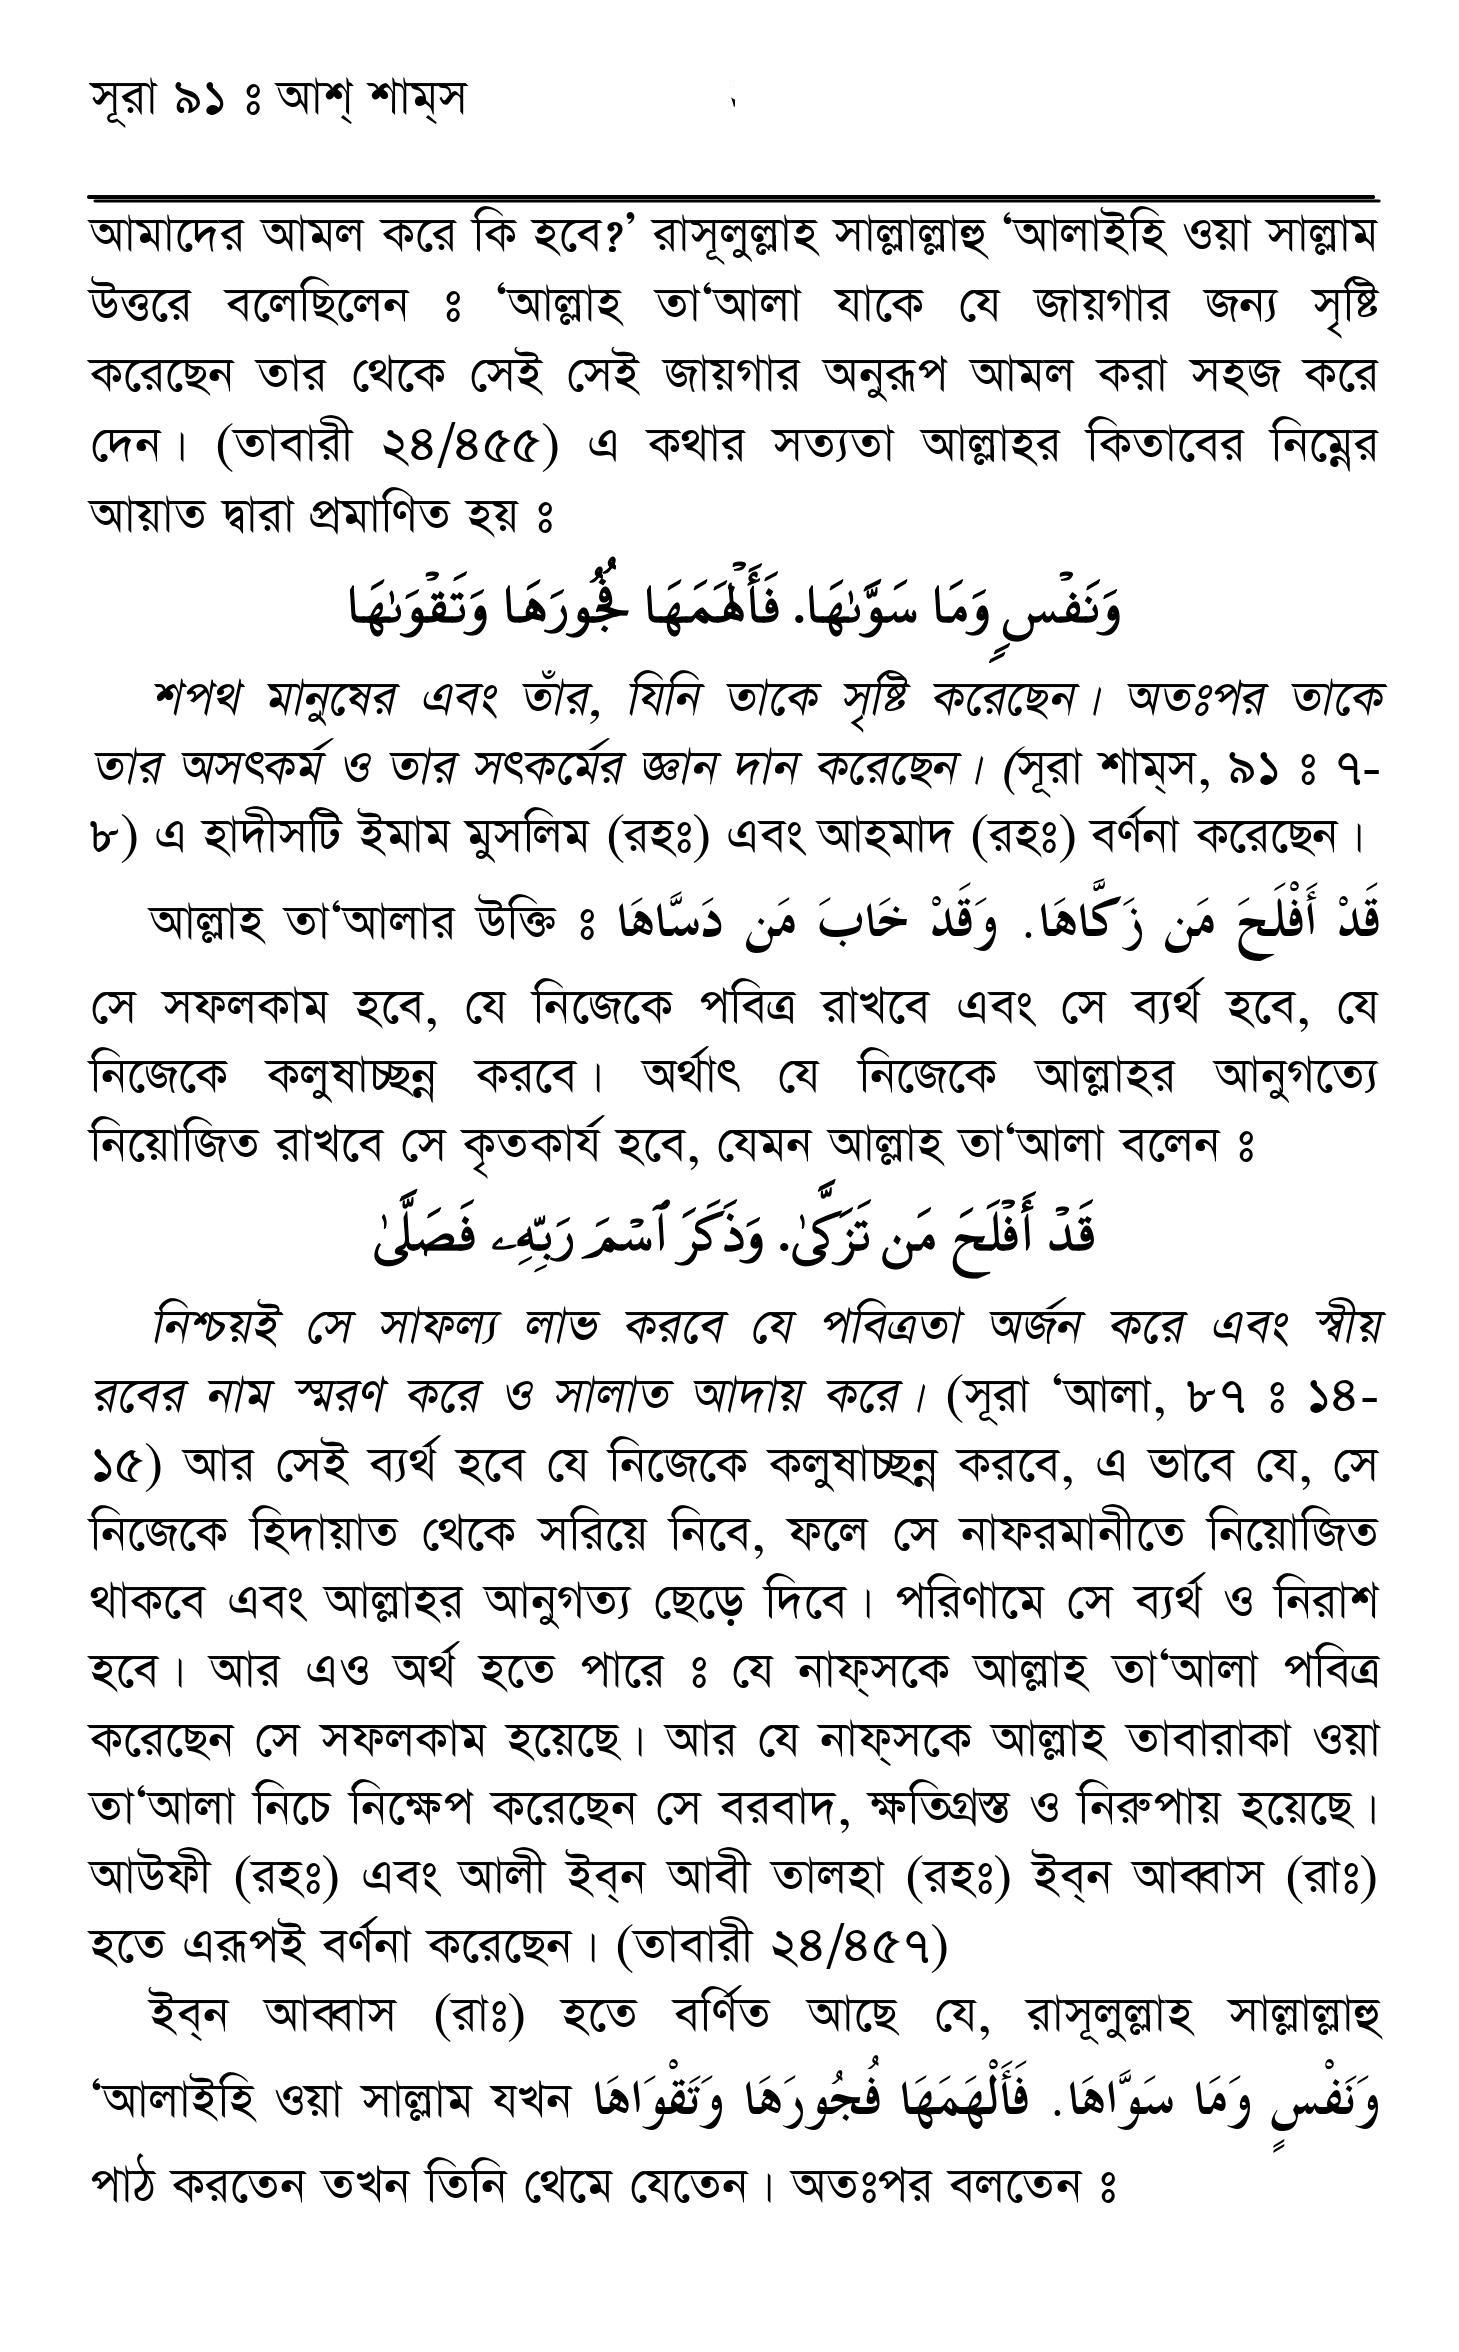 সূরা ৯১ ঃ আশ্ শাম্স
আমাদের আমল করে কি হবে?’ রাসূলুল্লাহ সাল্লাল্লাহু ‘আলাইহি ওয়া সাল্লাম
উত্তরে বলেছিলেন ঃ ‘আল্লাহ তা‘আলা যাকে যে জায়গার জন্য সৃষ্টি
করেছেন তার থেকে সেই সেই জায়গার অনুরূপ আমল করা সহজ করে
দেন। (তাবারী ২৪/৪৫৫) এ কথার সত্যতা আল্লাহর কিতাবের নিম্নের
আয়াত দ্বারা প্রমাণিত হয় ঃ
وَنَفْسٍ وَمَا سَوَّىٰهَا. فَأَلْهَمَهَا فُجُورَهَا وَتَقْوَىٰهَا
শপথ মানুষের এবং তাঁর, যিনি তাকে সৃষ্টি করেছেন। অতঃপর তাকে
তার অসৎকর্ম ও তার সৎকর্মের জ্ঞান দান করেছেন। (সূরা শাম্স, ৯১ ঃ ৭-
৮) এ হাদীসটি ইমাম মুসলিম (রহঃ) এবং আহমাদ (রহঃ) বর্ণনা করেছেন।
আল্লাহ তা‘আলার উক্তি ঃ قَدْ أَفْلَحَ مَن زَكَّاهَا. وَقَدْ خَابَ مَن دَسَّاهَا
সে সফলকাম হবে, যে নিজেকে পবিত্র রাখবে এবং সে ব্যর্থ হবে, যে
নিজেকে কলুষাচ্ছন্ন করবে। অর্থাৎ যে নিজেকে আল্লাহর আনুগত্যে
নিয়োজিত রাখবে সে কৃতকার্য হবে, যেমন আল্লাহ তা‘আলা বলেন ঃ
قَدْ أَفْلَحَ مَن تَزَكَّىٰ. وَذَكَرَ ٱسْمَ رَبِّهِۦ فَصَلَّىٰ
নিশ্চয়ই সে সাফল্য লাভ করবে যে পবিত্রতা অর্জন করে এবং স্বীয়
রবের নাম স্মরণ করে ও সালাত আদায় করে। (সূরা ‘আলা, ৮৭ ঃ ১৪-
১৫) আর সেই ব্যর্থ হবে যে নিজেকে কলুষাচ্ছন্ন করবে, এ ভাবে যে, সে
নিজেকে হিদায়াত থেকে সরিয়ে নিবে, ফলে সে নাফরমানীতে নিয়োজিত
থাকবে এবং আল্লাহর আনুগত্য ছেড়ে দিবে। পরিণামে সে ব্যর্থ ও নিরাশ
হবে। আর এও অর্থ হতে পারে ঃ যে নাফ্সকে আল্লাহ তা‘আলা পবিত্র
করেছেন সে সফলকাম হয়েছে। আর যে নাফ্সকে আল্লাহ তাবারাকা ওয়া
তা‘আলা নিচে নিক্ষেপ করেছেন সে বরবাদ, ক্ষতিগ্রস্ত ও নিরুপায় হয়েছে।
আউফী (রহঃ) এবং আলী ইব্ন আবী তালহা (রহঃ) ইব্ন আব্বাস (রাঃ)
হতে এরূপই বর্ণনা করেছেন। (তাবারী ২৪/৪৫৭)
ইব্ন আব্বাস (রাঃ) হতে বর্ণিত আছে যে, রাসূলুল্লাহ সাল্লাল্লাহু
‘আলাইহি ওয়া সাল্লাম যখন وَنَفْسٍ وَمَا سَوَّاهَا. فَأَلْهَمَهَا فُجُورَهَا وَتَقْوَاهَا
পাঠ করতেন তখন তিনি থেমে যেতেন। অতঃপর বলতেন ঃ